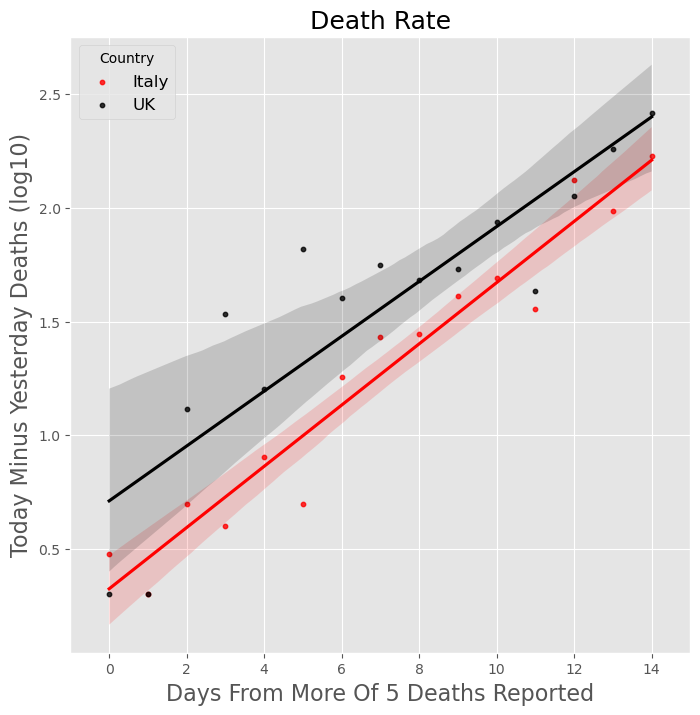 Death Rate
Country
Italy
UK
Today Minus Yesterday Deaths (log10)
2.5
2.0
1.5
1.0
0.5
0 2 4 6 8 10 12 14
Days From More Of 5 Deaths Reported